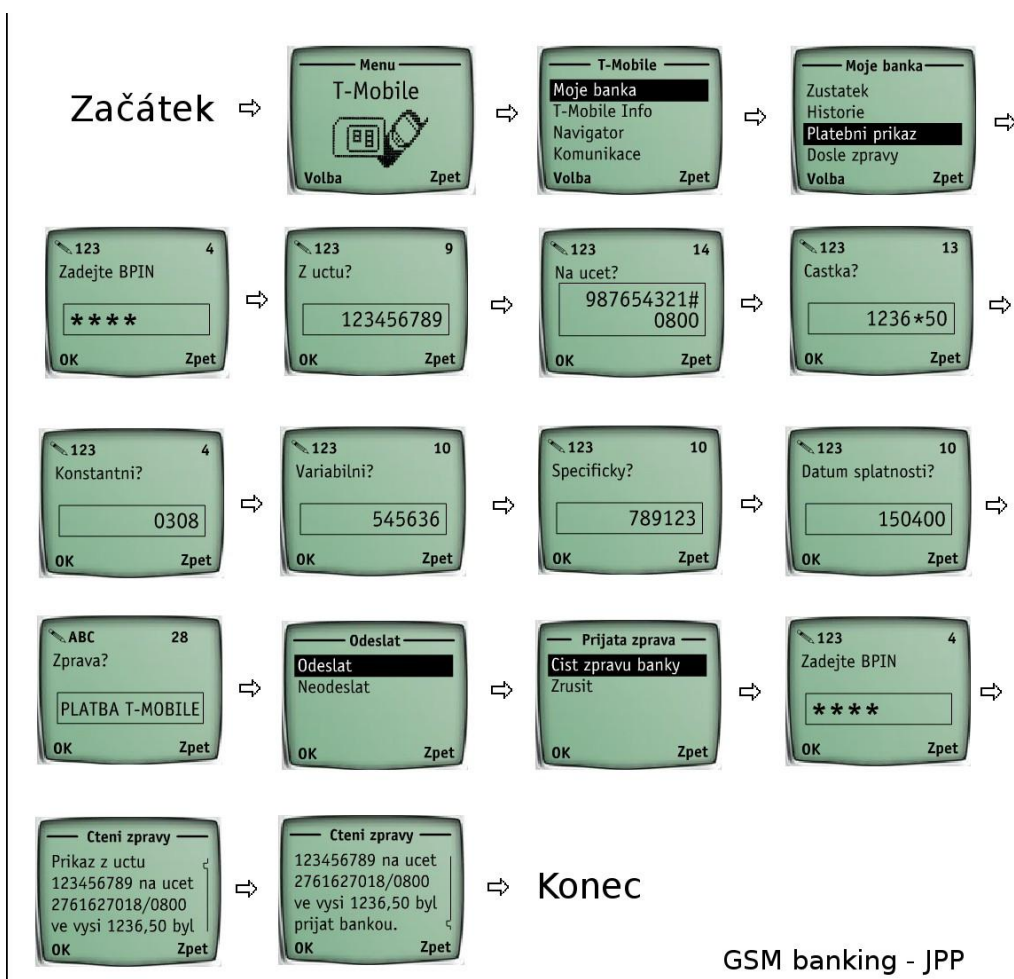 Začátek
Menu
T-Mobile
Volba Zpet
T-Mobile
Moje banka
T-Mobile Info
Navigator
Komunikace
Volba Zpet
Moje banka
Zustatek
Historie
Platebni prikaz
Dosle zpravy
Volba Zpet
123 4
Zadejte BPIN
****
OK Zpet
123 9
Z uctu?
123456789
OK Zpet
123 14
Na ucet?
987654321#
0800
OK Zpet
123 13
Castka?
1236*50
OK Zpet
123 4
Konstantni?
0308
OK Zpet
123 10
Variabilni?
545636
OK Zpet
123 10
Specificky?
789123
OK Zpet
123 10
Datum splatnosti?
150400
OK Zpet
ABC 28
Zprava?
PLATBA T-MOBILE
OK Zpet
Odeslat
Odeslat
Neodeslat
OK Zpet
Prijata zprava
Cist zpravu banky
Zrusit
OK Zpet
123 4
Zadejte BPIN
****
OK Zpet
Cteni zpravy
Prikaz z uctu
123456789 na ucet
2761627018/0800
ve vysi 1236,50 byl
OK Zpet
Cteni zpravy
123456789 na ucet
2761627018/0800
ve vysi 1236,50 byl
prijat bankou.
OK Zpet
Konec
GSM banking - JPP